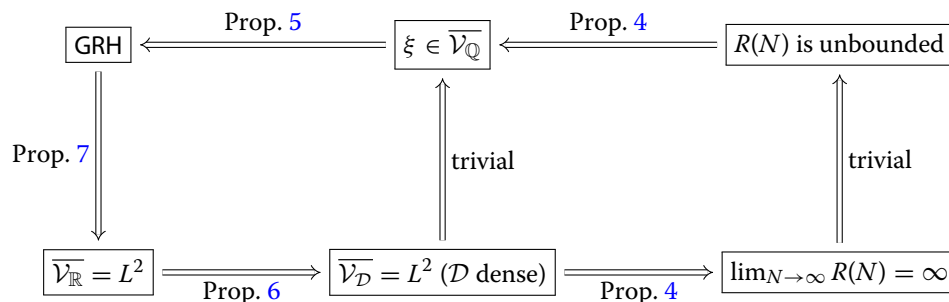 Prop. 5
Prop. 4
GRH
ξ ∈ \overline{𝒱_ℚ}
R(N) is unbounded
Prop. 7
trivial
trivial
\overline{𝒱_ℝ} = L²
\overline{𝒱_𝒟} = L² (𝒟 dense)
lim_{N→∞} R(N) = ∞
Prop. 6
Prop. 4